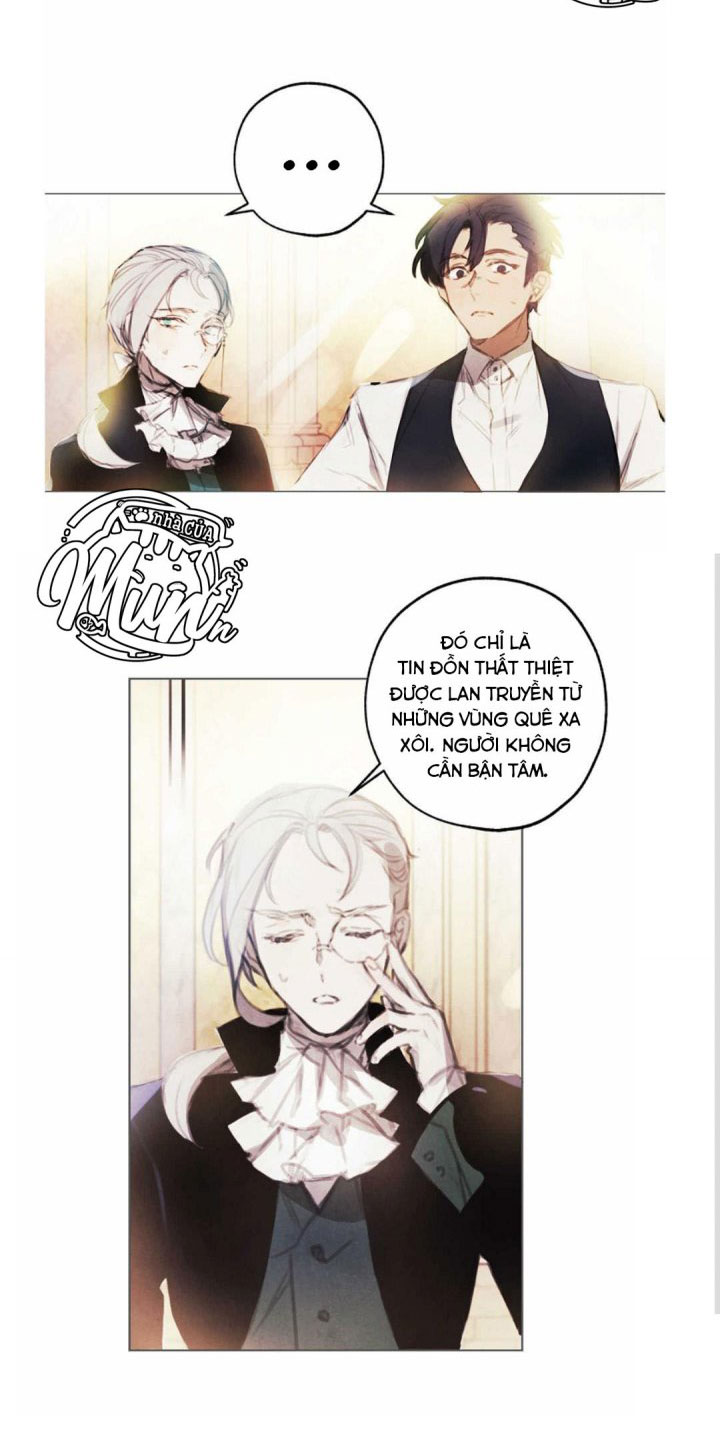 ...
nhà của
Munn
ĐÓ CHỈ LÀ
TIN ĐỒN THẤT THIỆT
ĐƯỢC LAN TRUYỀN TỪ
NHỮNG VÙNG QUÊ XA
XÔI. NGƯỜI KHÔNG
CẦN BẬN TÂM.